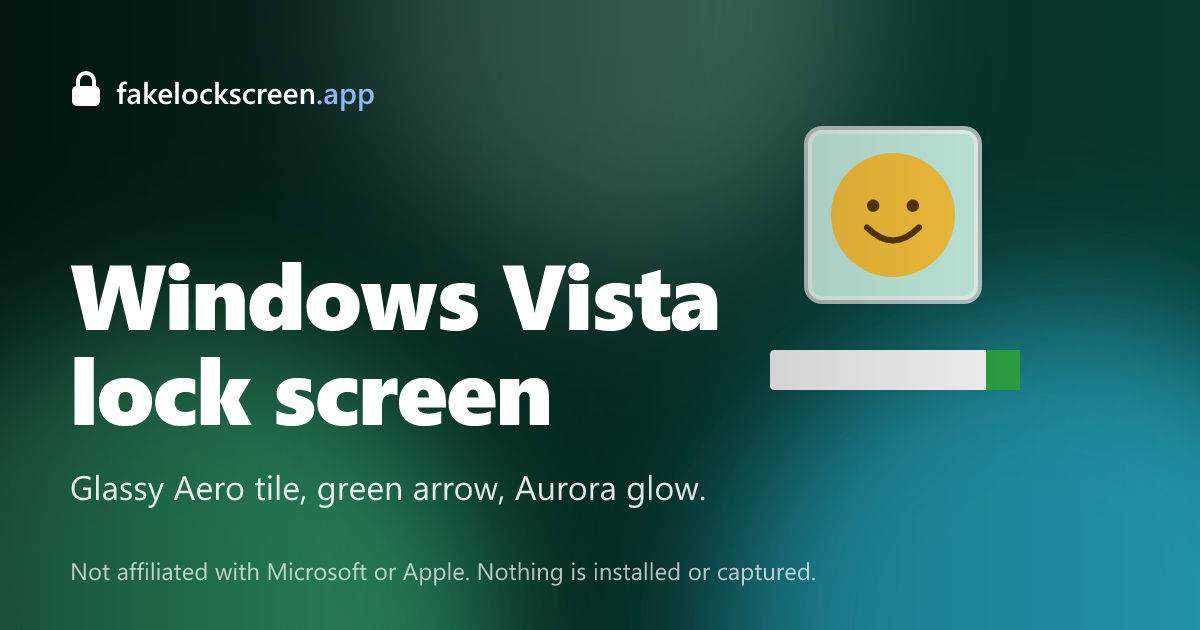 fakelockscreen.app
Windows Vista
lock screen
Glassy Aero tile, green arrow, Aurora glow.
Not affiliated with Microsoft or Apple. Nothing is installed or captured.